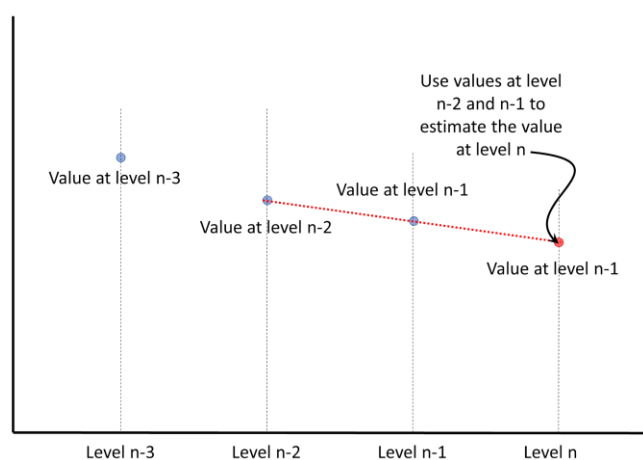 Use values at level
n-2 and n-1 to
estimate the value
at level n
Value at level n-3
Value at level n-1
Value at level n-2
Value at level n-1
Level n-3
Level n-2
Level n-1
Level n